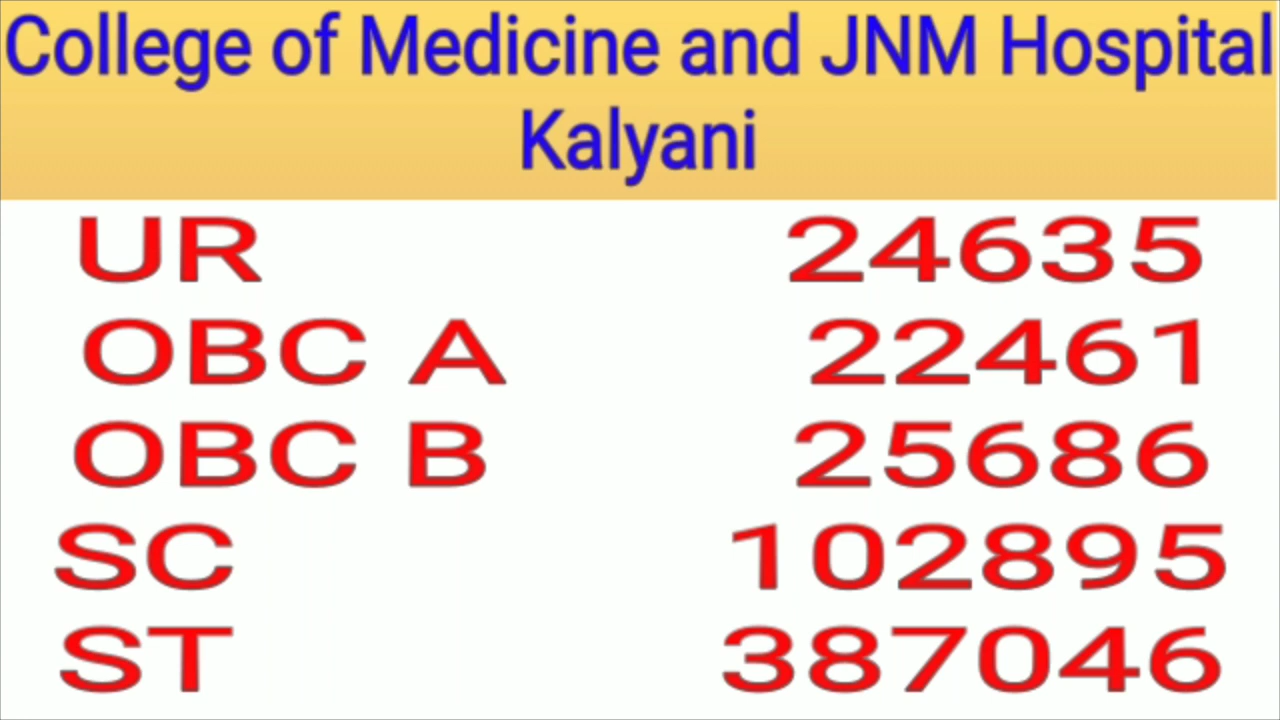 College of Medicine and JNM Hospital
Kalyani
UR 24635
OBC A 22461
OBC B 25686
SC 102895
ST 387046